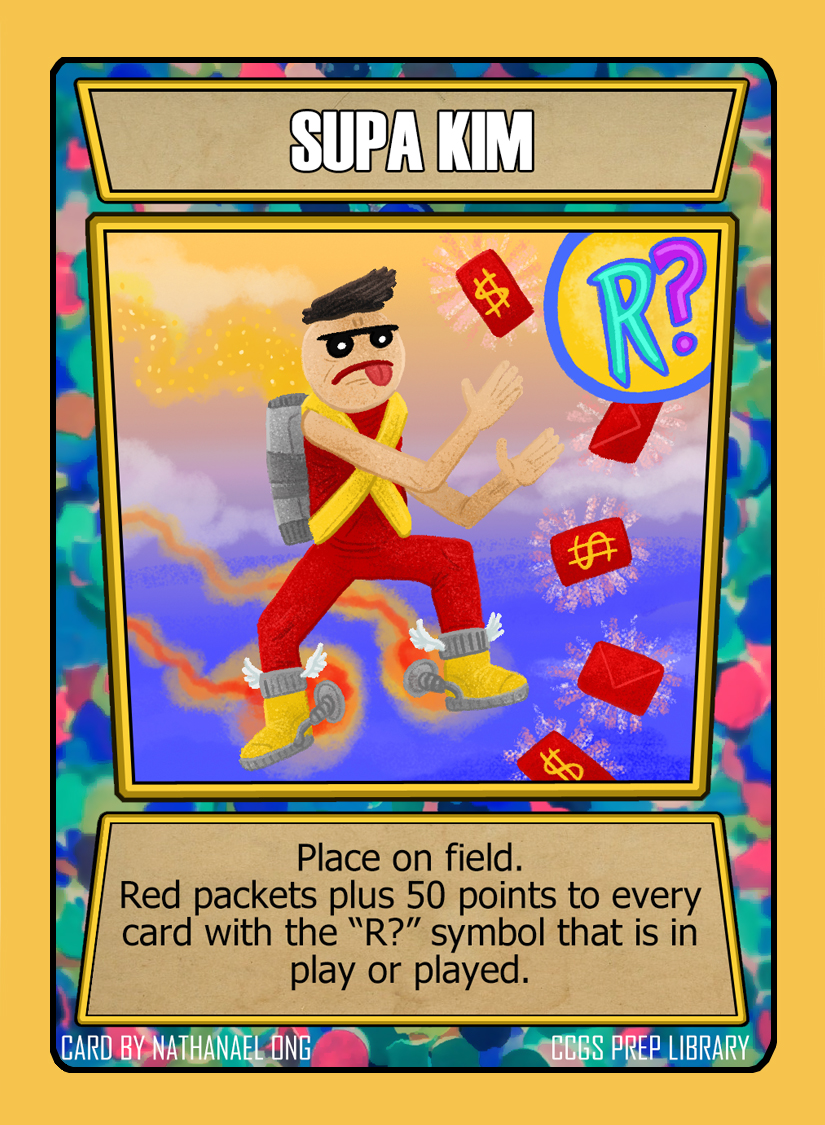 SUPA KIM
$
R?
$
$
Place on field.
Red packets plus 50 points to every
card with the “R?” symbol that is in
play or played.
CARD BY NATHANAEL ONG
CCGS PREP LIBRARY